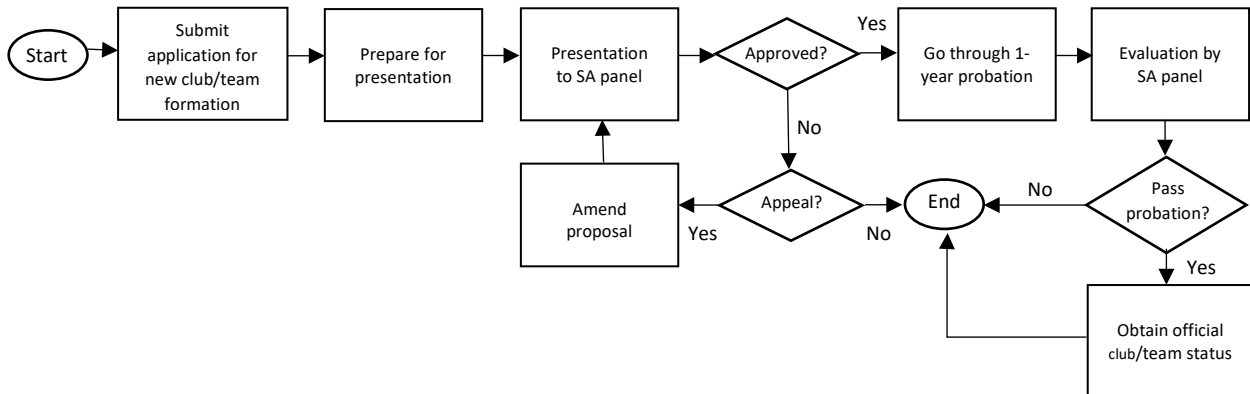 Start
Submit
application for
new club/team
formation
Prepare for
presentation
Presentation
to SA panel
Approved?
Yes
Go through 1-
year probation
Evaluation by
SA panel
No
Amend
proposal
Yes
Appeal?
No
End
No
Pass
probation?
Yes
Obtain official
club/team status